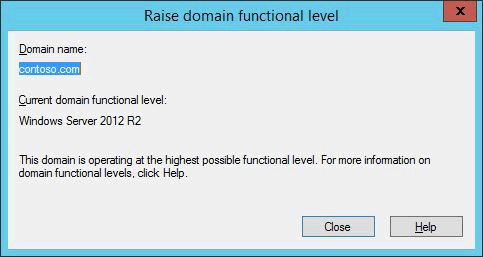 Raise domain functional level
x
Domain name:
contoso.com
Current domain functional level:
Windows Server 2012 R2
This domain is operating at the highest possible functional level. For more information on
domain functional levels, click Help.
Close
Help